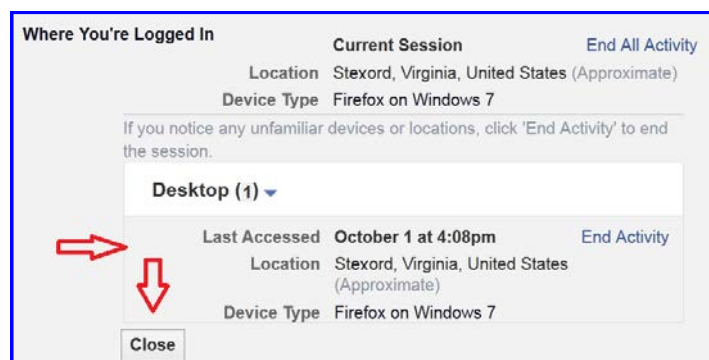 Where You're Logged In
Current Session End All Activity
Location Stexord, Virginia, United States (Approximate)
Device Type Firefox on Windows 7
If you notice any unfamiliar devices or locations, click 'End Activity' to end
the session.
Desktop (1)
Last Accessed October 1 at 4:08pm End Activity
Location Stexord, Virginia, United States
(Approximate)
Device Type Firefox on Windows 7
Close